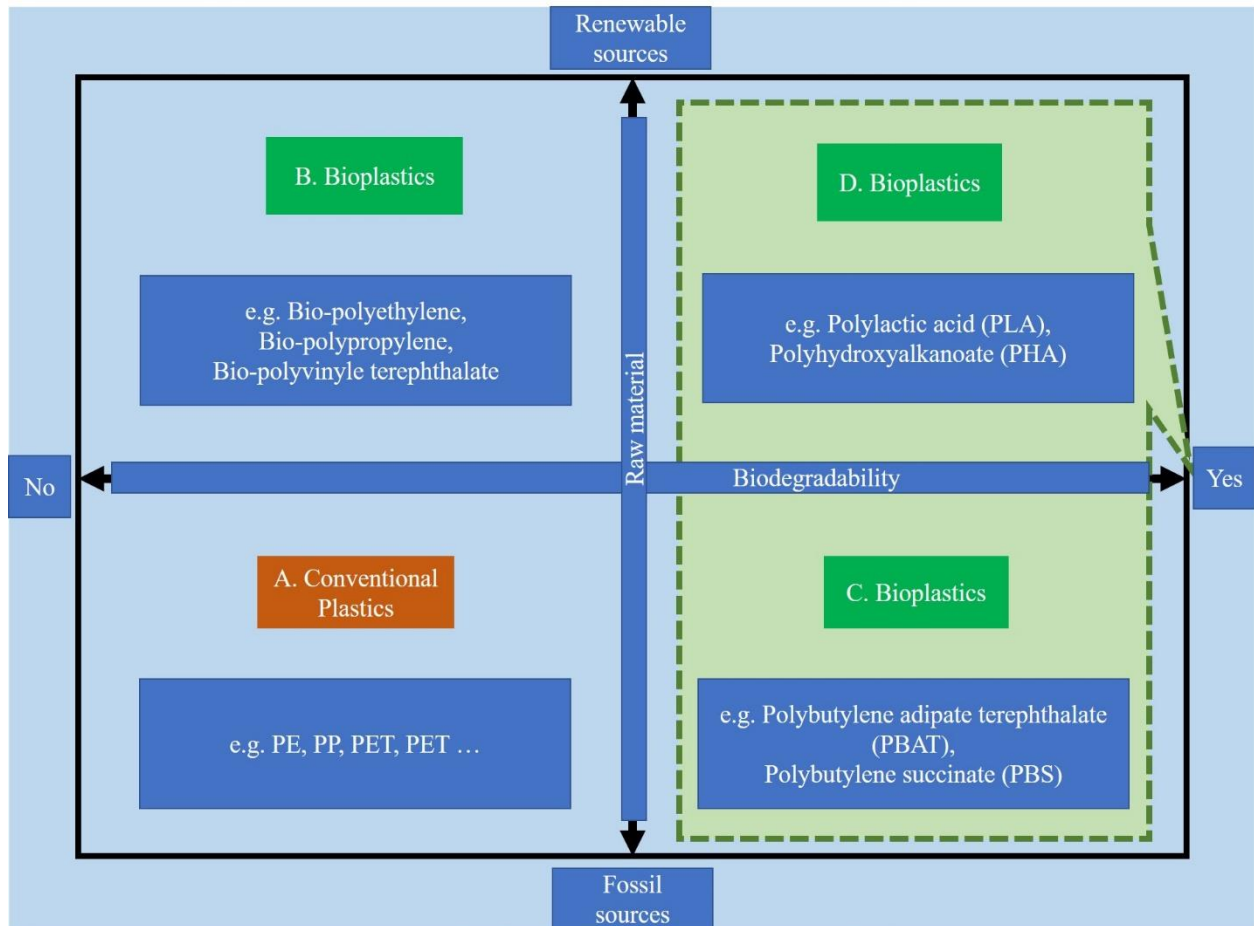 Renewable
sources
B. Bioplastics
D. Bioplastics
e.g. Bio-polyethylene,
Bio-polypropylene,
Bio-polyvinyle terephthalate
e.g. Polylactic acid (PLA),
Polyhydroxyalkanoate (PHA)
Raw material
No
Biodegradability
Yes
A. Conventional
Plastics
C. Bioplastics
e.g. PE, PP, PET, PET …
e.g. Polybutylene adipate terephthalate
(PBAT),
Polybutylene succinate (PBS)
Fossil
sources